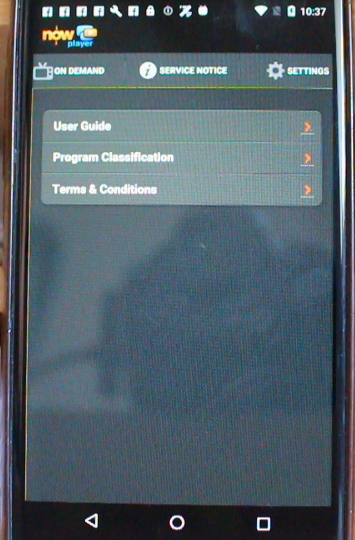 10:37
now
player
ON DEMAND
SERVICE NOTICE
SETTINGS
User Guide
Program Classification
Terms & Conditions